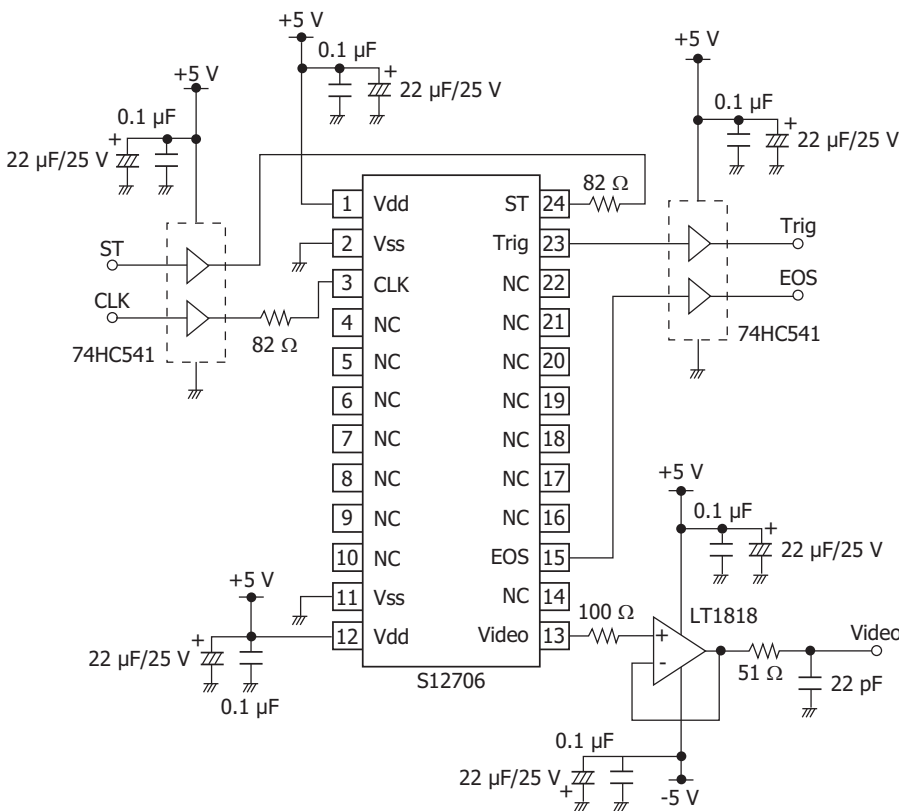 +5 V
0.1 µF
+
22 µF/25 V
+5 V
0.1 µF
+
22 µF/25 V
+5 V
0.1 µF
+
22 µF/25 V
ST
CLK
82 Ω
74HC541
1 Vdd
2 Vss
3 CLK
4 NC
5 NC
6 NC
7 NC
8 NC
9 NC
10 NC
11 Vss
12 Vdd
ST 24
Trig 23
NC 22
NC 21
NC 20
NC 19
NC 18
NC 17
NC 16
EOS 15
NC 14
Video 13
S12706
82 Ω
Trig
EOS
74HC541
+5 V
+
22 µF/25 V
0.1 µF
+5 V
0.1 µF
+
22 µF/25 V
100 Ω
LT1818
+
-
51 Ω
Video
22 pF
0.1 µF
22 µF/25 V
+
-5 V